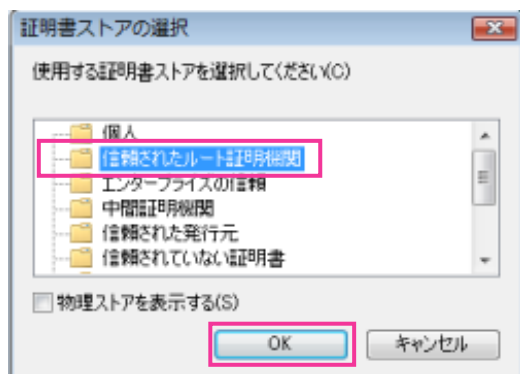 証明書ストアの選択
使用する証明書ストアを選択してください(C)
個人
信頼されたルート証明機関
エンタープライズの信頼
中間証明機関
信頼された発行元
信頼されていない証明書
物理ストアを表示する(S)
OK
キャンセル